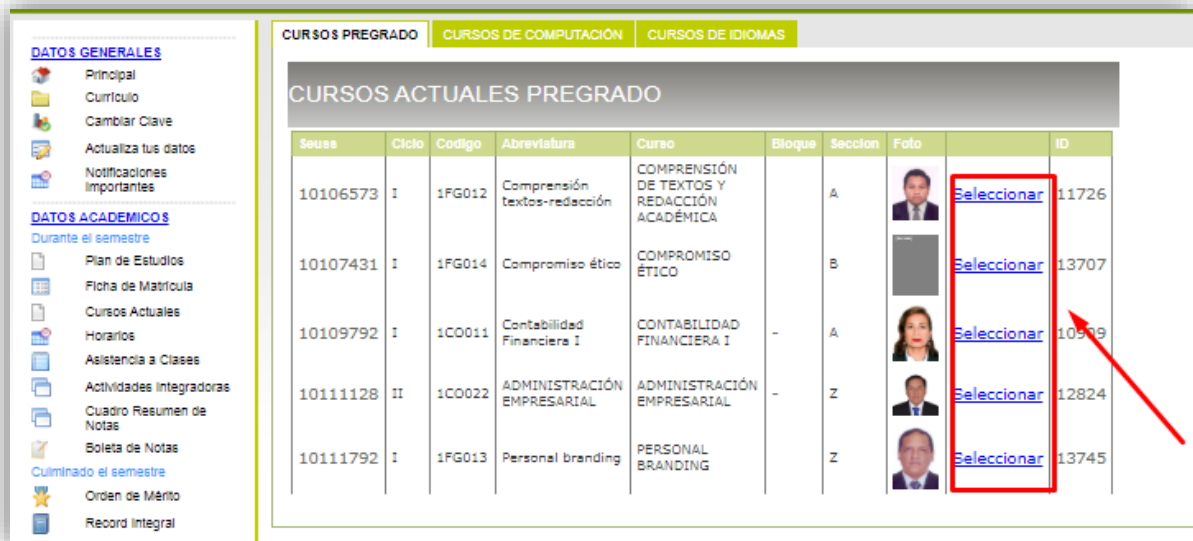 DATOS GENERALES
Principal
Currículo
Cambiar Clave
Actualiza tus datos
Notificaciones
Importantes
DATOS ACADEMICOS
Durante el semestre
Plan de Estudios
Ficha de Matrícula
Cursos Actuales
Horarios
Asistencia a Clases
Actividades Integradoras
Cuadro Resumen de
Notas
Boleta de Notas
Culminado el semestre
Orden de Mérito
Record Integral
CURSOS PREGRADO CURSOS DE COMPUTACIÓN CURSOS DE IDIOMAS
CURSOS ACTUALES PREGRADO
Seuss Ciclo Codigo Abreviatura Curso Bloque Seccion Foto ID
10106573 I 1FG012 Comprensión textos-redacción COMPRENSIÓN DE TEXTOS Y REDACCIÓN ACADÉMICA A Seleccionar 11726
10107431 I 1FG014 Compromiso ético COMPROMISO ÉTICO B Seleccionar 13707
10109792 I 1CO011 Contabilidad Financiera I CONTABILIDAD FINANCIERA I - A Seleccionar 10909
10111128 II 1CO022 ADMINISTRACIÓN EMPRESARIAL ADMINISTRACIÓN EMPRESARIAL - Z Seleccionar 12824
10111792 I 1FG013 Personal branding PERSONAL BRANDING Z Seleccionar 13745